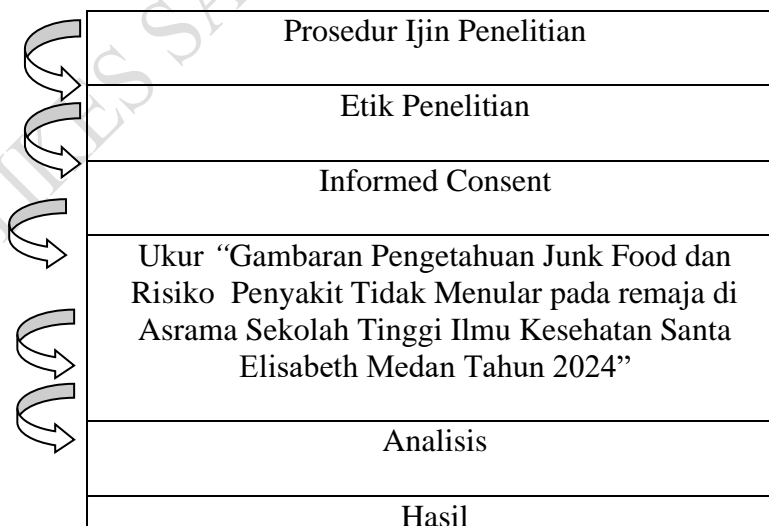 Prosedur Ijin Penelitian
Etik Penelitian
Informed Consent
Ukur “Gambaran Pengetahuan Junk Food dan
Risiko Penyakit Tidak Menular pada remaja di
Asrama Sekolah Tinggi Ilmu Kesehatan Santa
Elisabeth Medan Tahun 2024”
Analisis
Hasil